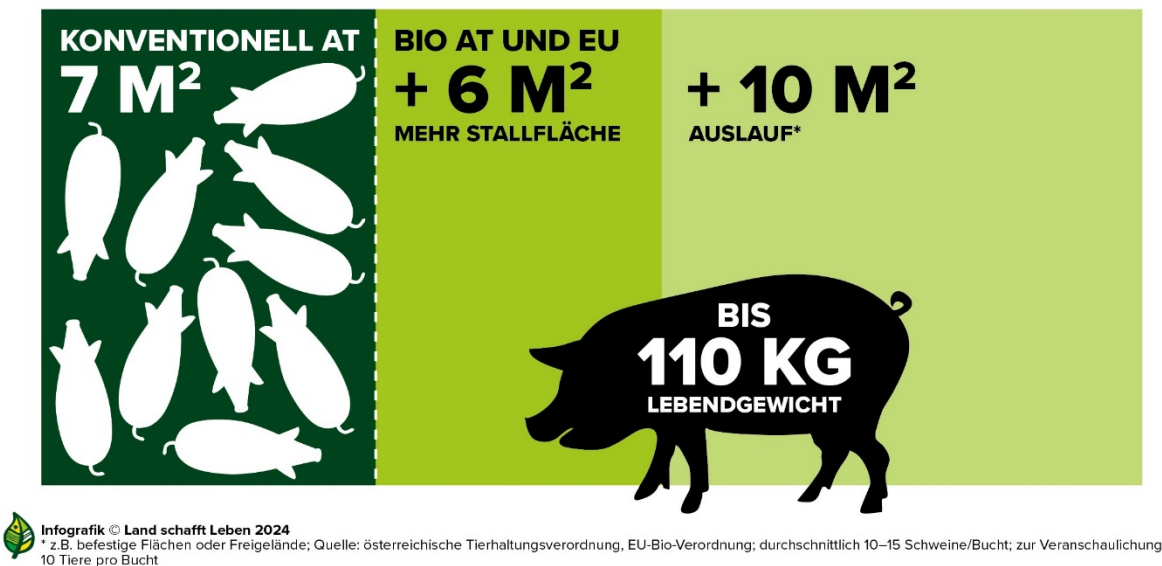 KONVENTIONELL AT
7 M²
BIO AT UND EU
+ 6 M²
MEHR STALLFLÄCHE
+ 10 M²
AUSLAUF*
BIS
110 KG
LEBENDGEWICHT
Infografik © Land schafft Leben 2024
* z.B. befestige Flächen oder Freigelände; Quelle: österreichische Tierhaltungsverordnung, EU-Bio-Verordnung; durchschnittlich 10–15 Schweine/Bucht; zur Veranschaulichung
10 Tiere pro Bucht